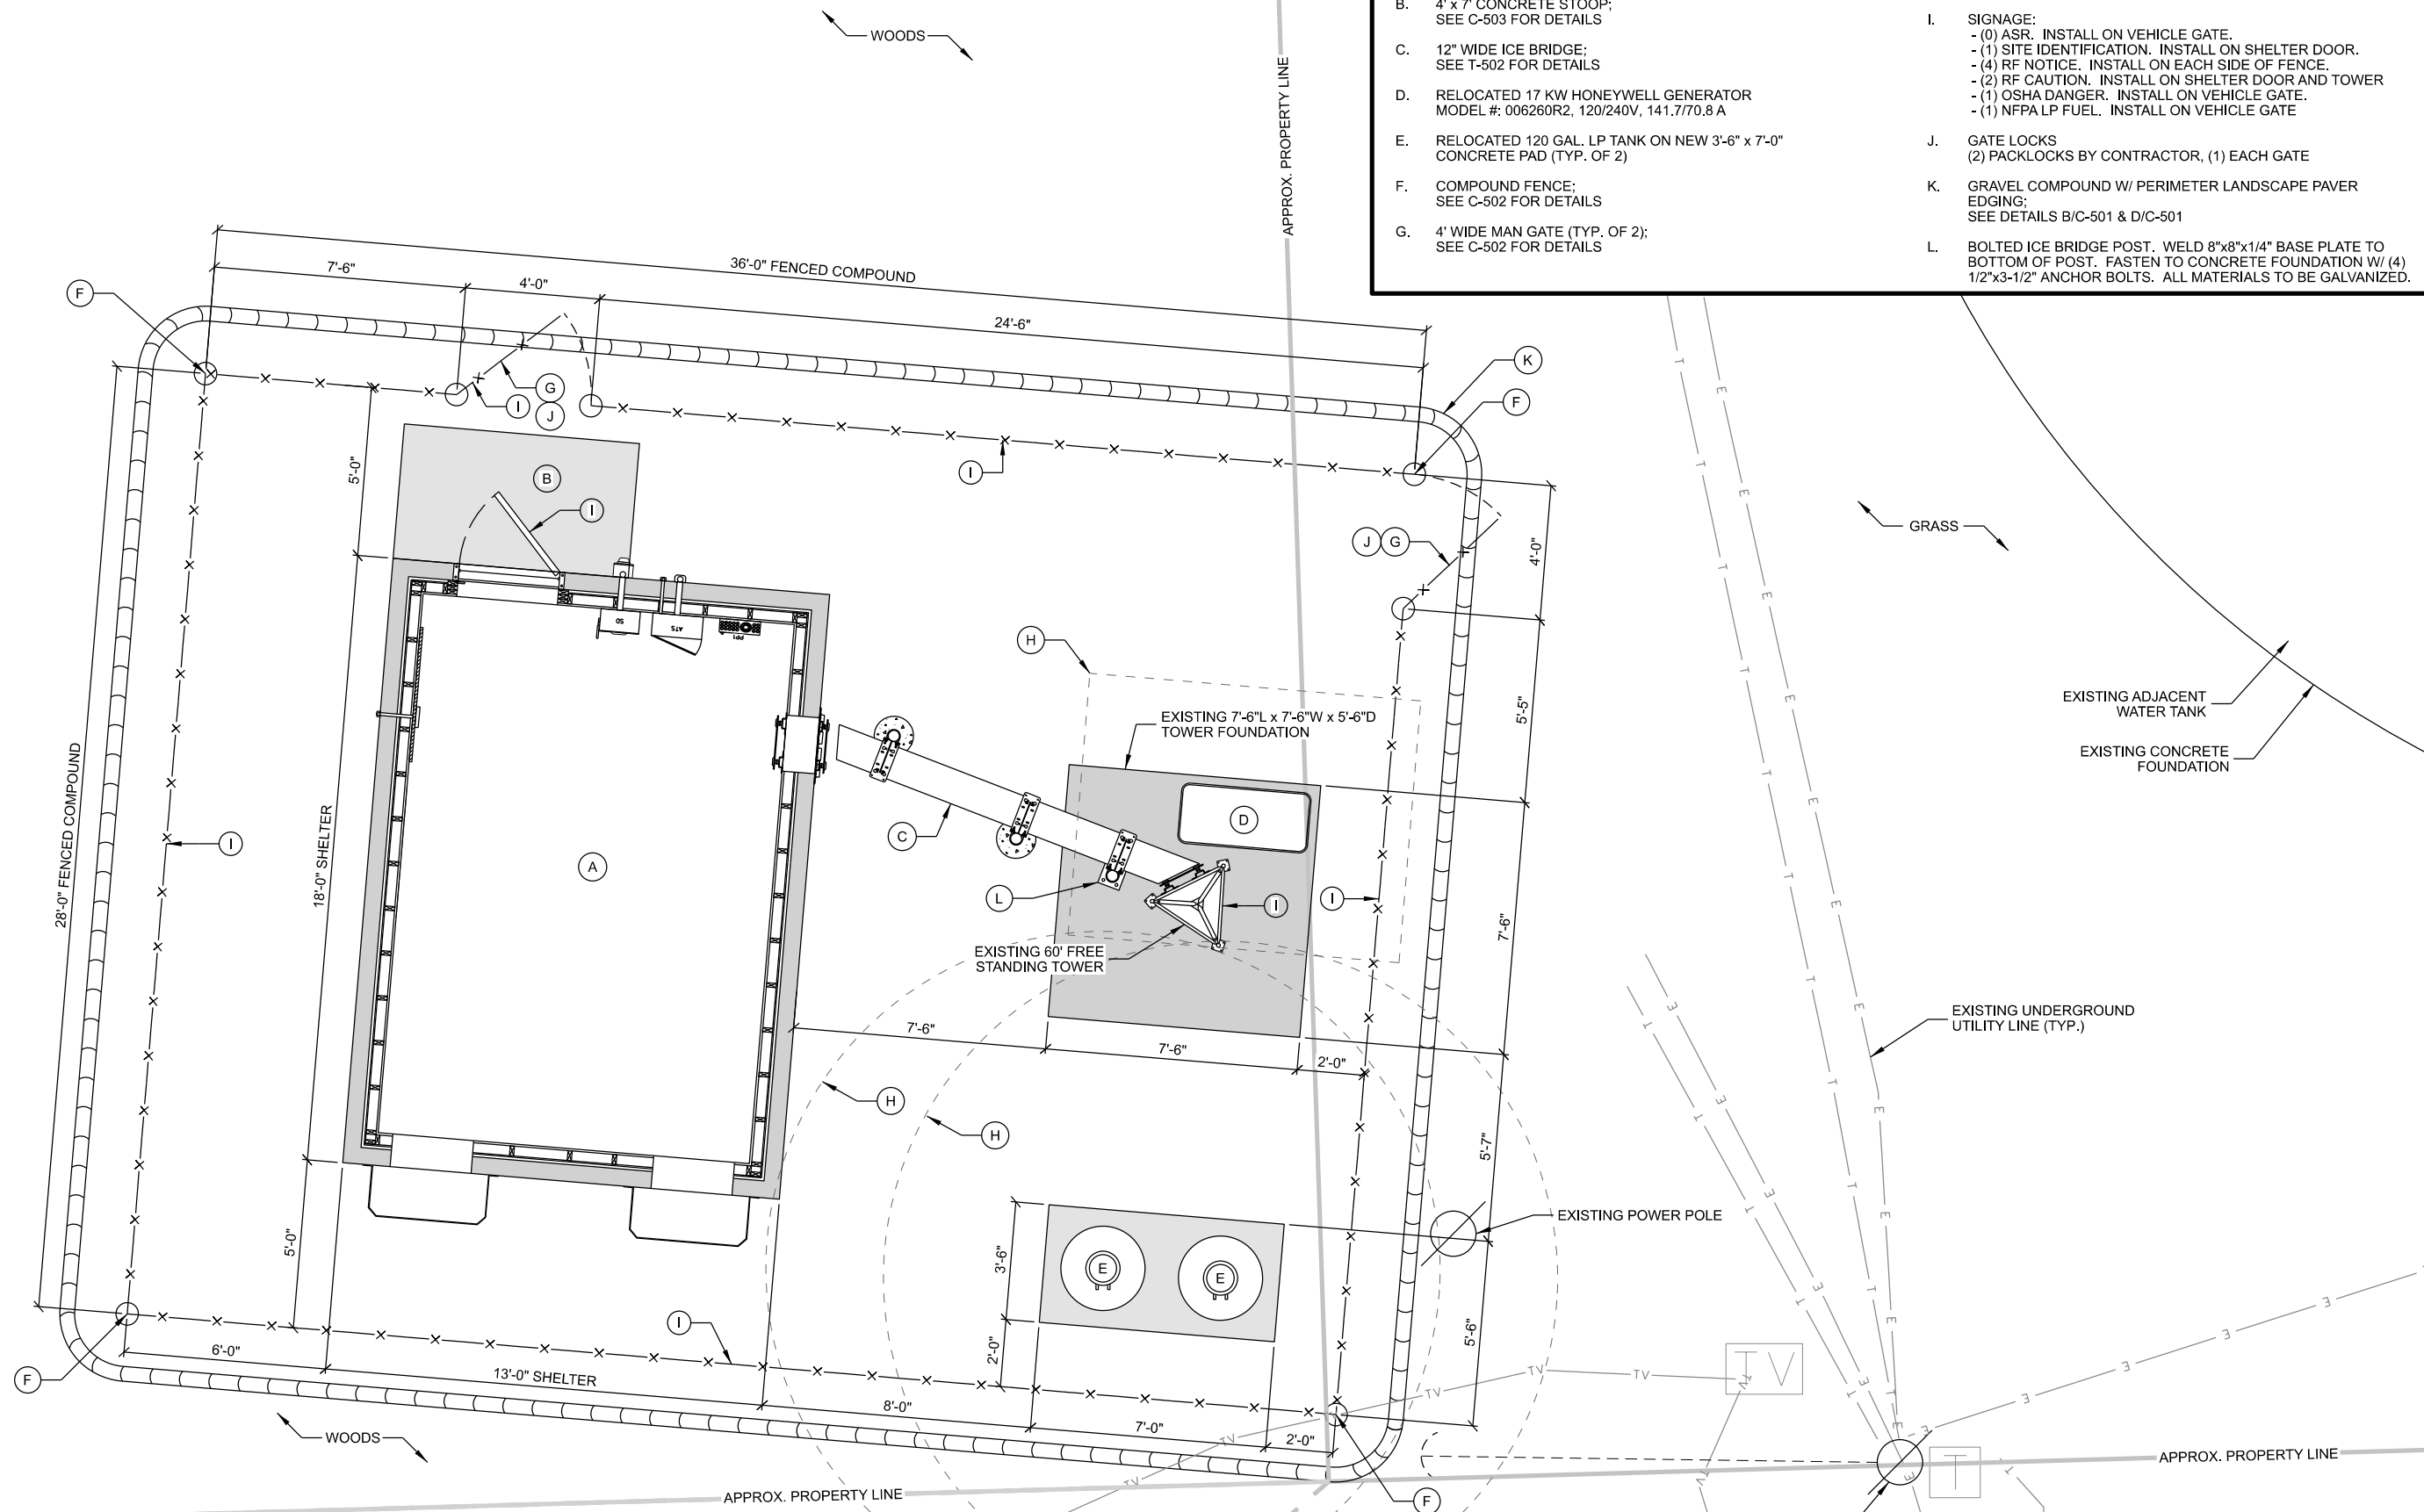 B. 4' x 7' CONCRETE STOOP;
SEE C-503 FOR DETAILS
C. 12" WIDE ICE BRIDGE;
SEE T-502 FOR DETAILS
D. RELOCATED 17 KW HONEYWELL GENERATOR
MODEL #: 006260R2, 120/240V, 141.7/70.8 A
E. RELOCATED 120 GAL. LP TANK ON NEW 3'-6" x 7'-0"
CONCRETE PAD (TYP. OF 2)
F. COMPOUND FENCE;
SEE C-502 FOR DETAILS
G. 4' WIDE MAN GATE (TYP. OF 2);
SEE C-502 FOR DETAILS
I. SIGNAGE:
- (0) ASR. INSTALL ON VEHICLE GATE.
- (1) SITE IDENTIFICATION. INSTALL ON SHELTER DOOR.
- (4) RF NOTICE. INSTALL ON EACH SIDE OF FENCE.
- (2) RF CAUTION. INSTALL ON SHELTER DOOR AND TOWER
- (1) OSHA DANGER. INSTALL ON VEHICLE GATE.
- (1) NFPA LP FUEL. INSTALL ON VEHICLE GATE
J. GATE LOCKS
(2) PACKLOCKS BY CONTRACTOR, (1) EACH GATE
K. GRAVEL COMPOUND W/ PERIMETER LANDSCAPE PAVER
EDGING;
SEE DETAILS B/C-501 & D/C-501
L. BOLTED ICE BRIDGE POST. WELD 8"x8"x1/4" BASE PLATE TO
BOTTOM OF POST. FASTEN TO CONCRETE FOUNDATION W/ (4)
1/2"x3-1/2" ANCHOR BOLTS. ALL MATERIALS TO BE GALVANIZED.
WOODS
APPROX. PROPERTY LINE
36'-0" FENCED COMPOUND
7'-6"
4'-0"
24'-6"
F
K
G
I
J
F
I
5'-0"
B
I
J
G
4'-0"
GRASS
SD
ATS
PP1
H
5'-5"
EXISTING 7'-6"L x 7'-6"W x 5'-6"D
TOWER FOUNDATION
EXISTING ADJACENT
WATER TANK
EXISTING CONCRETE
FOUNDATION
28'-0" FENCED COMPOUND
18'-0" SHELTER
I
A
C
D
L
I
I
7'-6"
EXISTING 60' FREE
STANDING TOWER
7'-6"
7'-6"
2'-0"
EXISTING UNDERGROUND
UTILITY LINE (TYP.)
H
H
5'-7"
5'-0"
3'-6"
E
E
EXISTING POWER POLE
2'-0"
5'-6"
I
6'-0"
13'-0" SHELTER
8'-0"
7'-0"
2'-0"
F
WOODS
TV
TV
TV
TV
TV
TV
TV
TV
T
T
T
T
T
T
T
E
E
E
E
E
E
E
APPROX. PROPERTY LINE
APPROX. PROPERTY LINE
F